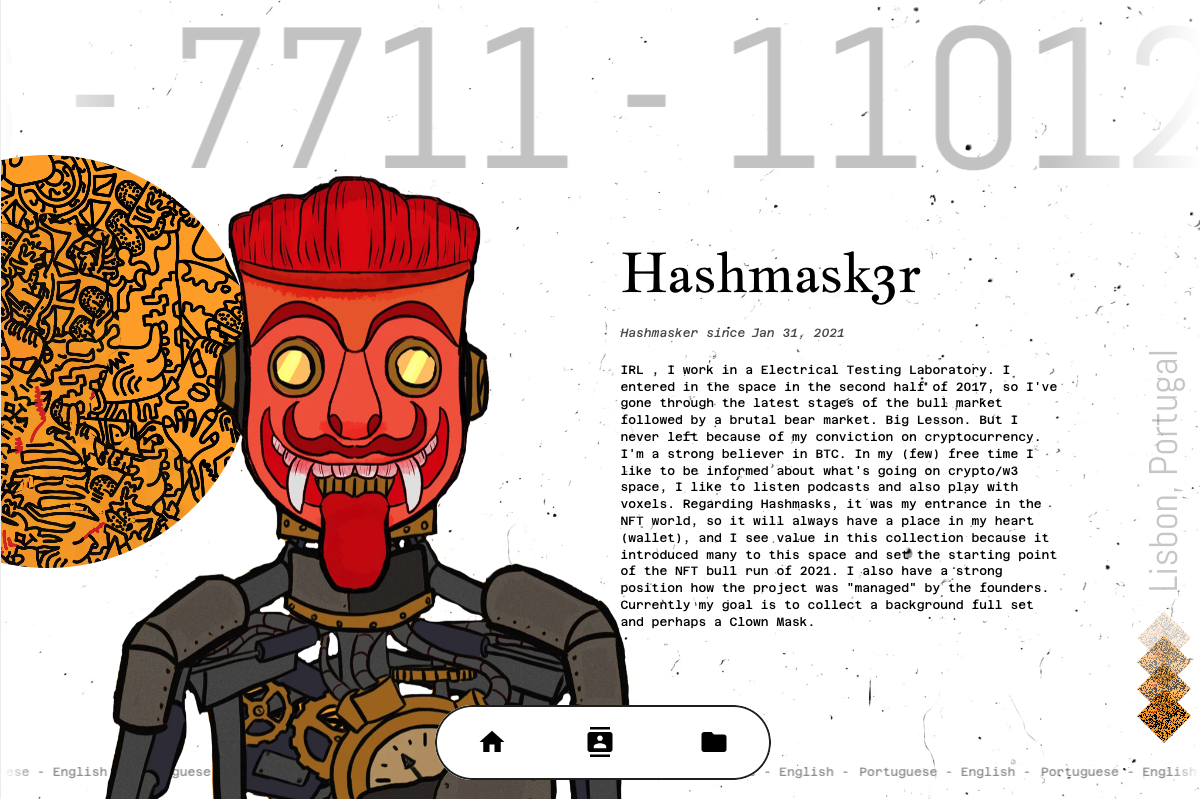 - 7711 - 11012
Hashmask3r
Hashmasker since Jan 31, 2021
IRL , I work in a Electrical Testing Laboratory. I
entered in the space in the second half of 2017, so I've
gone through the latest stages of the bull market
followed by a brutal bear market. Big Lesson. But I
never left because of my conviction on cryptocurrency.
I'm a strong believer in BTC. In my (few) free time I
like to be informed about what's going on crypto/w3
space, I like to listen podcasts and also play with
voxels. Regarding Hashmasks, it was my entrance in the
NFT world, so it will always have a place in my heart
(wallet), and I see value in this collection because it
introduced many to this space and set the starting point
of the NFT bull run of 2021. I also have a strong
position how the project was "managed" by the founders.
Currently my goal is to collect a background full set
and perhaps a Clown Mask.
Lisbon, Portugal
ese - English guese - English - Portuguese - English - Portuguese - English